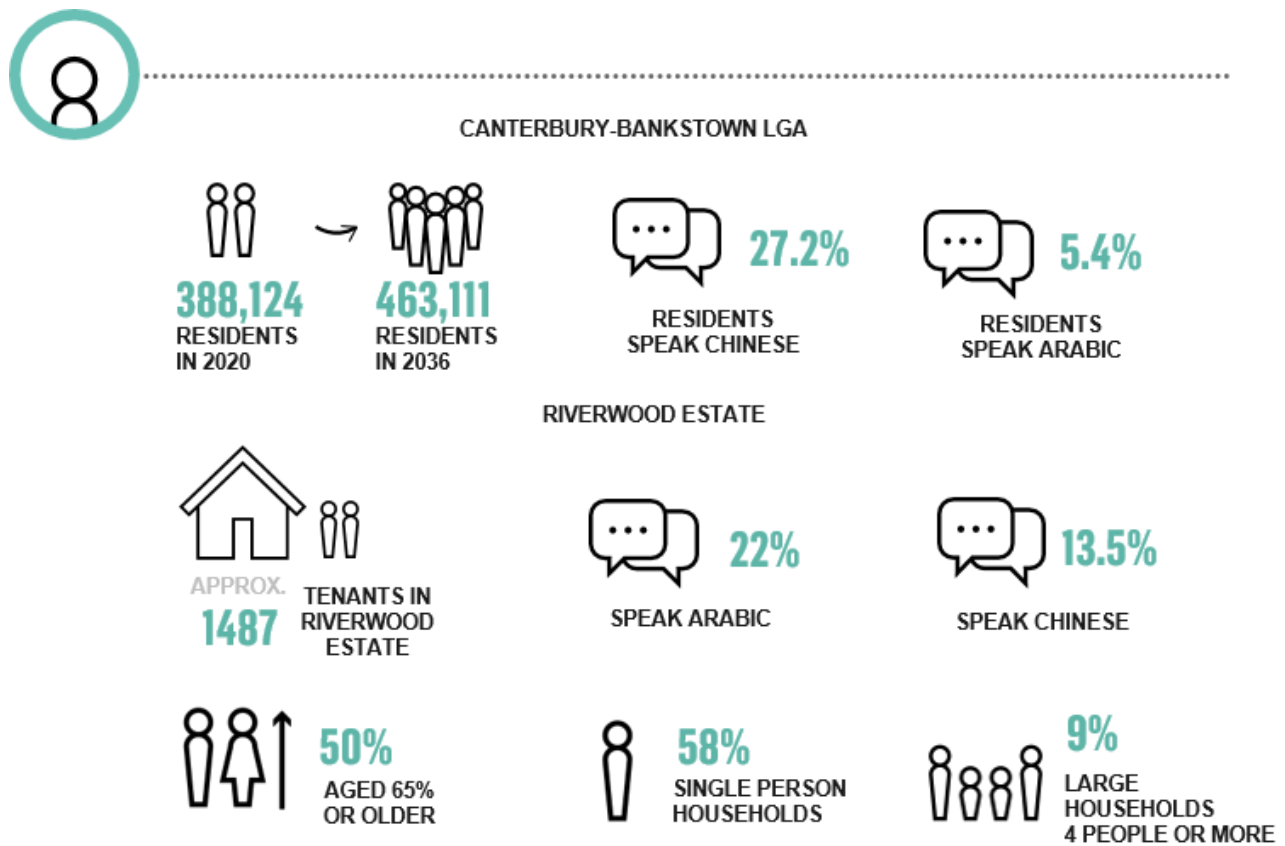 CANTERBURY-BANKSTOWN LGA
388,124
RESIDENTS
IN 2020
463,111
RESIDENTS
IN 2036
27.2%
RESIDENTS
SPEAK CHINESE
5.4%
RESIDENTS
SPEAK ARABIC
RIVERWOOD ESTATE
APPROX.
1487
TENANTS IN
RIVERWOOD
ESTATE
22%
SPEAK ARABIC
13.5%
SPEAK CHINESE
50%
AGED 65%
OR OLDER
58%
SINGLE PERSON
HOUSEHOLDS
9%
LARGE
HOUSEHOLDS
4 PEOPLE OR MORE